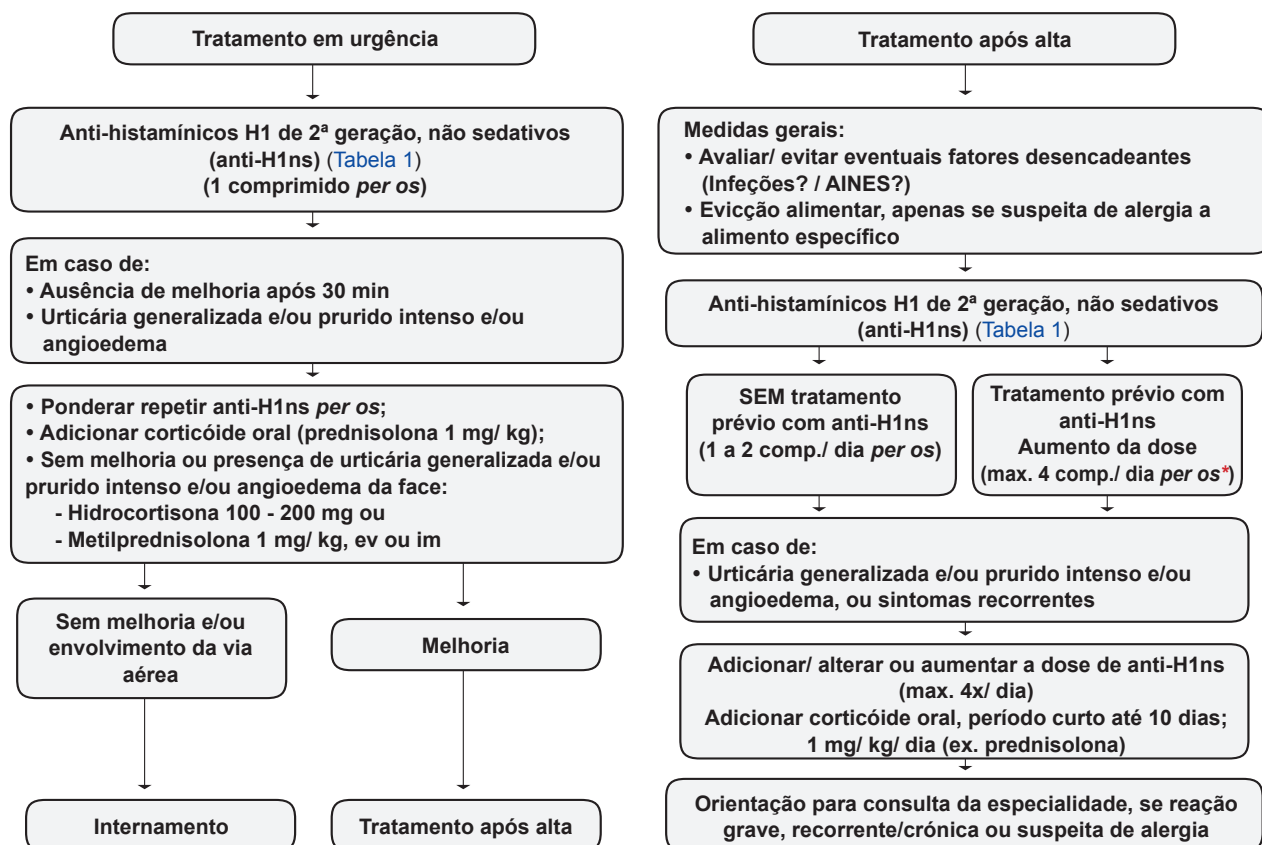 Tratamento em urgência
Anti-histamínicos H1 de 2ª geração, não sedativos
(anti-H1ns) (Tabela 1)
(1 comprimido per os)
Em caso de:
• Ausência de melhoria após 30 min
• Urticária generalizada e/ou prurido intenso e/ou
angioedema
• Ponderar repetir anti-H1ns per os;
• Adicionar corticóide oral (prednisolona 1 mg/ kg);
• Sem melhoria ou presença de urticária generalizada e/ou
prurido intenso e/ou angioedema da face:
- Hidrocortisona 100 - 200 mg ou
- Metilprednisolona 1 mg/ kg, ev ou im
Sem melhoria e/ou
envolvimento da via
aérea
Melhoria
Internamento
Tratamento após alta
Tratamento após alta
Medidas gerais:
• Avaliar/ evitar eventuais fatores desencadeantes
(Infeções? / AINES?)
• Evicção alimentar, apenas se suspeita de alergia a
alimento específico
Anti-histamínicos H1 de 2ª geração, não sedativos
(anti-H1ns) (Tabela 1)
SEM tratamento
prévio com anti-H1ns
(1 a 2 comp./ dia per os)
Tratamento prévio com
anti-H1ns
Aumento da dose
(max. 4 comp./ dia per os*)
Em caso de:
• Urticária generalizada e/ou prurido intenso e/ou
angioedema, ou sintomas recorrentes
Adicionar/ alterar ou aumentar a dose de anti-H1ns
(max. 4x/ dia)
Adicionar corticóide oral, período curto até 10 dias;
1 mg/ kg/ dia (ex. prednisolona)
Orientação para consulta da especialidade, se reação
grave, recorrente/crónica ou suspeita de alergia